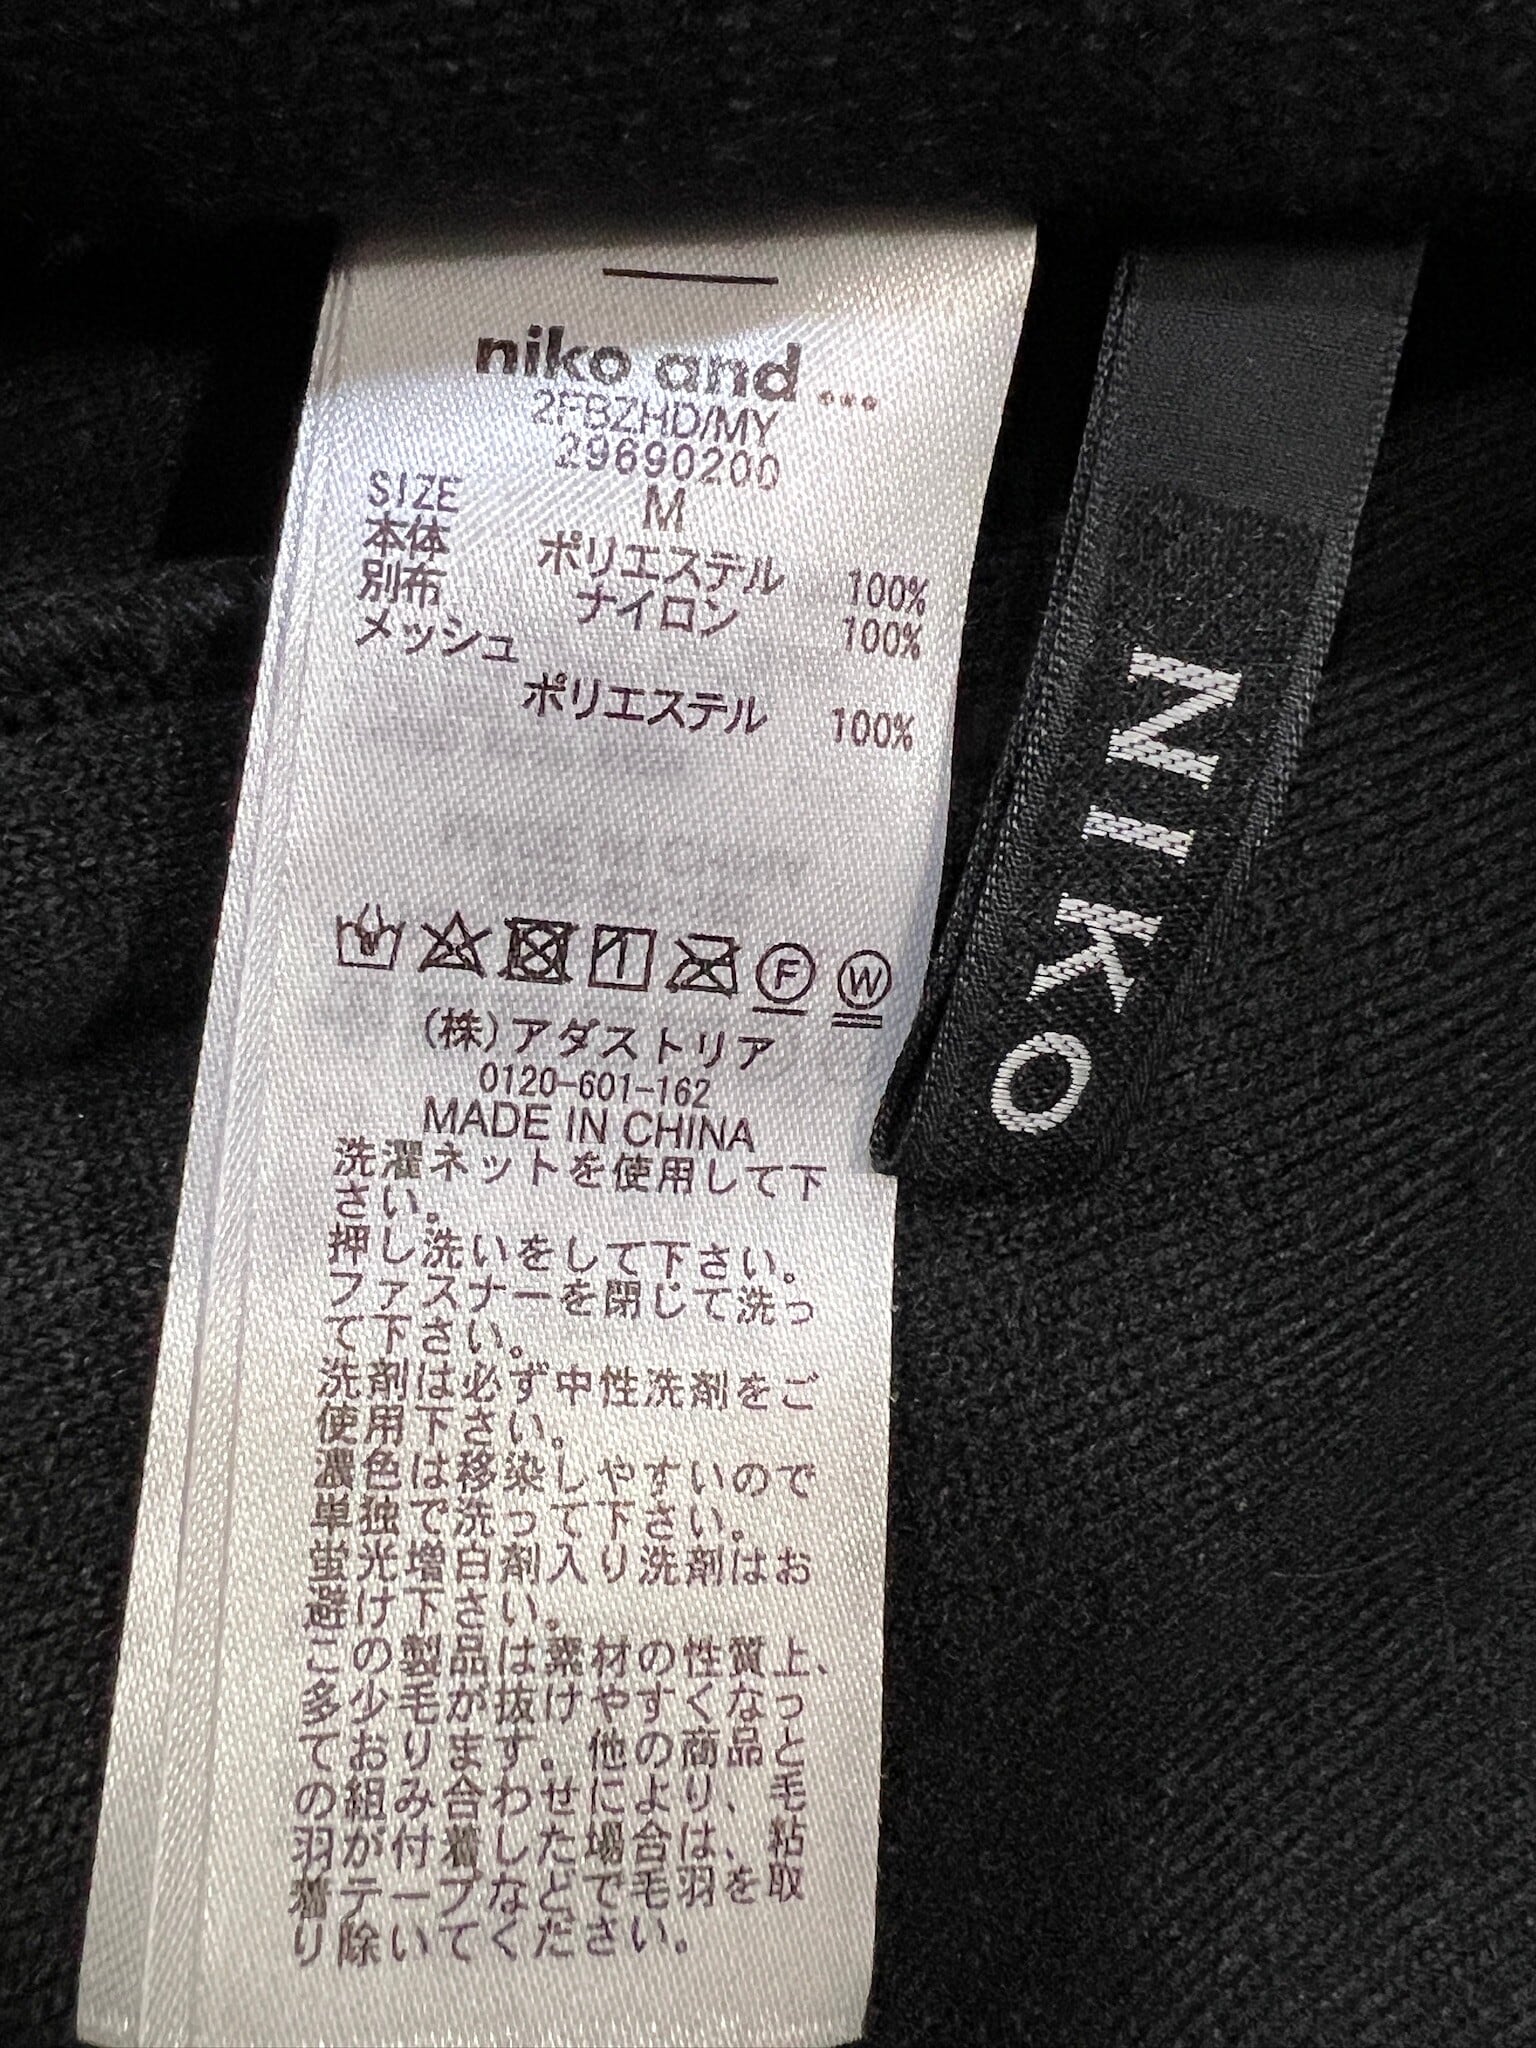 niko and...
2FBZHD/MY
29690200
SIZE M
本体 ポリエステル 100%
別布 ナイロン 100%
メッシュ
ポリエステル 100%
F W
(株)アダストリア
0120-601-162
MADE IN CHINA
洗濯ネットを使用して下
さい。
押し洗いをして下さい。
ファスナーを閉じて洗っ
て下さい。
洗剤は必ず中性洗剤をご
使用下さい。
濃色は移染しやすいので
単独で洗って下さい。
蛍光増白剤入り洗剤はお
避け下さい。
この製品は素材の性質上、
多少毛が抜けやすくなっ
ております。他の商品と
の組み合わせにより、毛
羽が付着した場合は、粘
着テープなどで毛羽を取
り除いてください。
NIKO